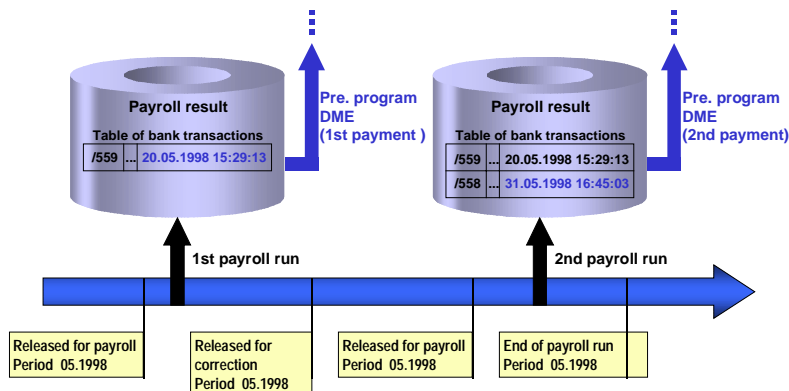 Payroll result
Table of bank transactions
/559 ... 20.05.1998 15:29:13
Pre. program
DME
(1st payment )
Payroll result
Table of bank transactions
/559 ... 20.05.1998 15:29:13
/558 ... 31.05.1998 16:45:03
Pre. program
DME
(2nd payment)
1st payroll run
2nd payroll run
Released for payroll
Period 05.1998
Released for
correction
Period 05.1998
Released for payroll
Period 05.1998
End of payroll run
Period 05.1998